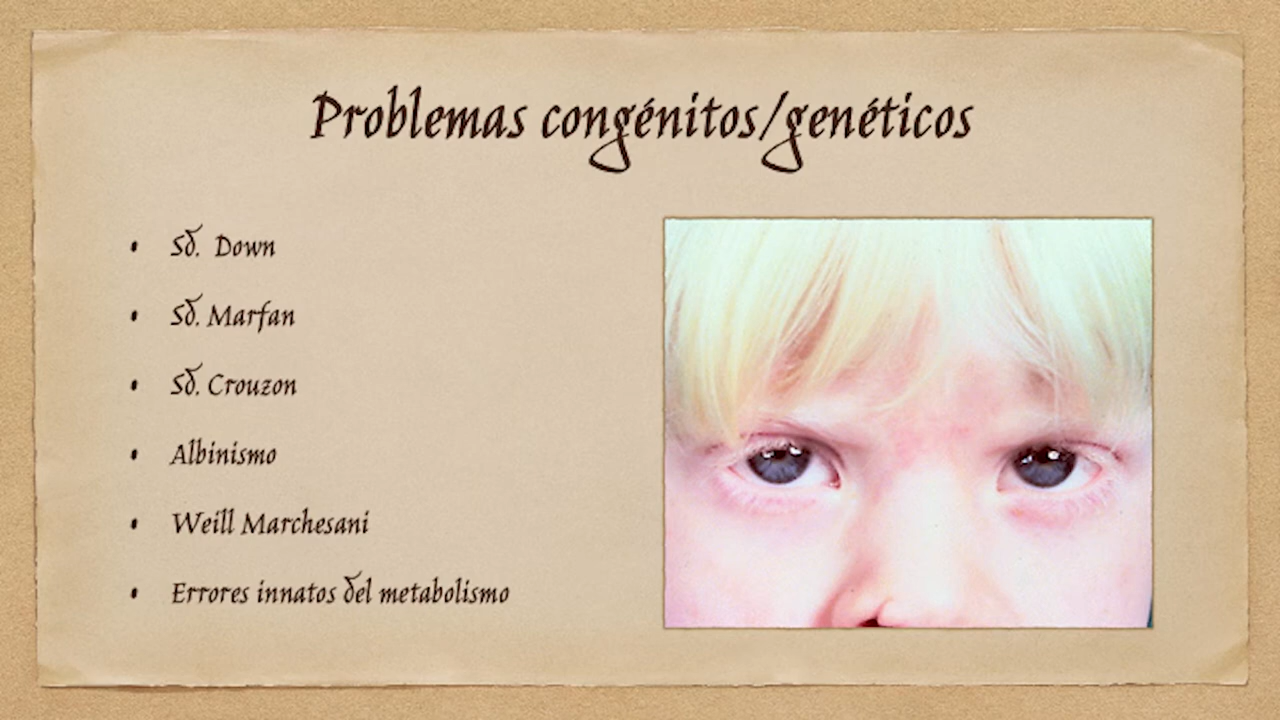 Problemas congénitos/genéticos
• Sd. Down
• Sd. Marfan
• Sd. Crouzon
• Albinismo
• Weill Marchesani
• Errores innatos del metabolismo